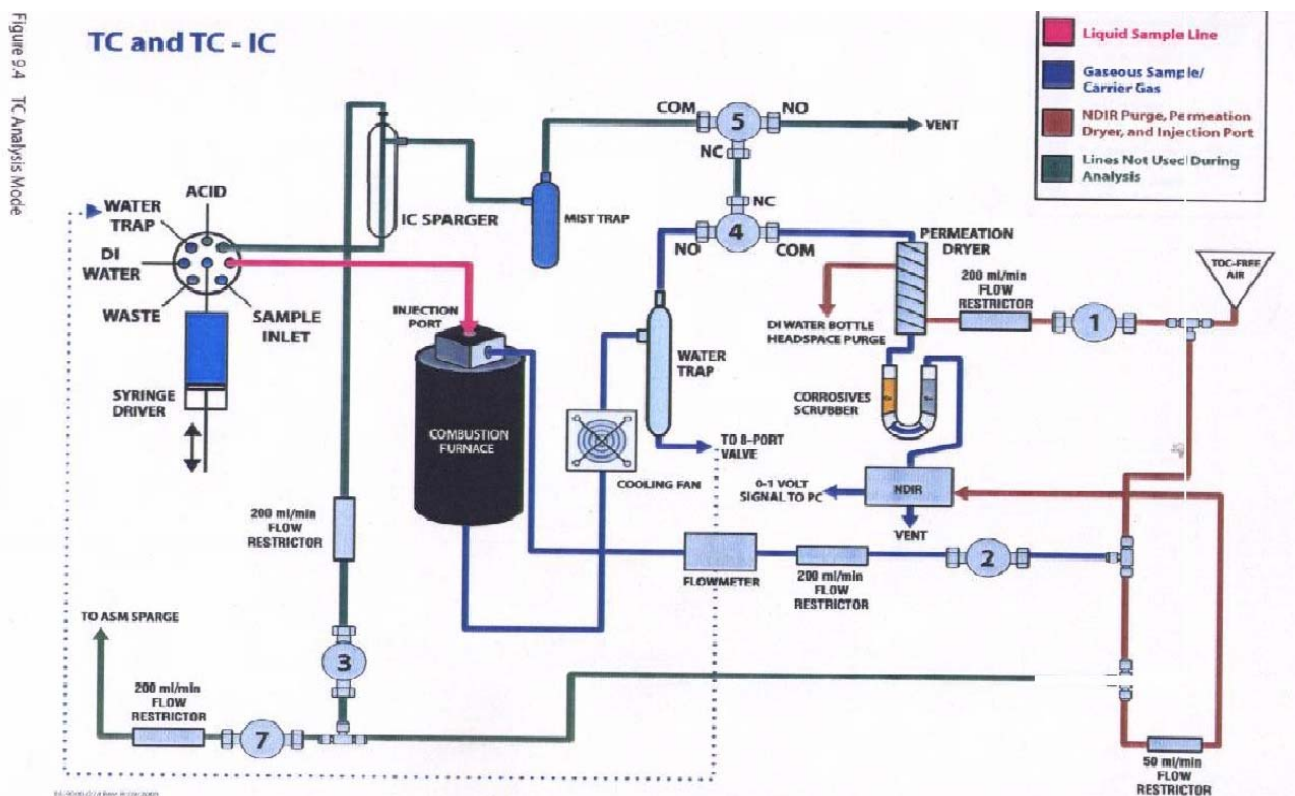 Figure 9.4 TC Analysis Mode
TC and TC - IC
Liquid Sample Line
Gaseous Sample/
Carrier Gas
NDIR Purge, Permeation
Dryer, and Injection Port
Lines Not Used During
Analysis
COM
5
NO
VENT
NC
NC
4
NO
COM
ACID
WATER
TRAP
DI
WATER
WASTE
SAMPLE
INLET
SYRINGE
DRIVER
IC SPARGER
MIST TRAP
PERMEATION
DRYER
200 ml/min
FLOW
RESTRICTOR
1
TOC-FREE
AIR
INJECTION
PORT
COMBUSTION
FURNACE
WATER
TRAP
DI WATER BOTTLE
HEADSPACE PURGE
CORROSIVES
SCRUBBER
COOLING FAN
TO 8-PORT
VALVE
0-1 VOLT
SIGNAL TO PC
NDIR
VENT
200 ml/min
FLOW
RESTRICTOR
FLOWMETER
200 ml/min
FLOW
RESTRICTOR
2
TO ASM SPARGE
3
200 ml/min
FLOW
RESTRICTOR
7
50 ml/min
FLOW
RESTRICTOR